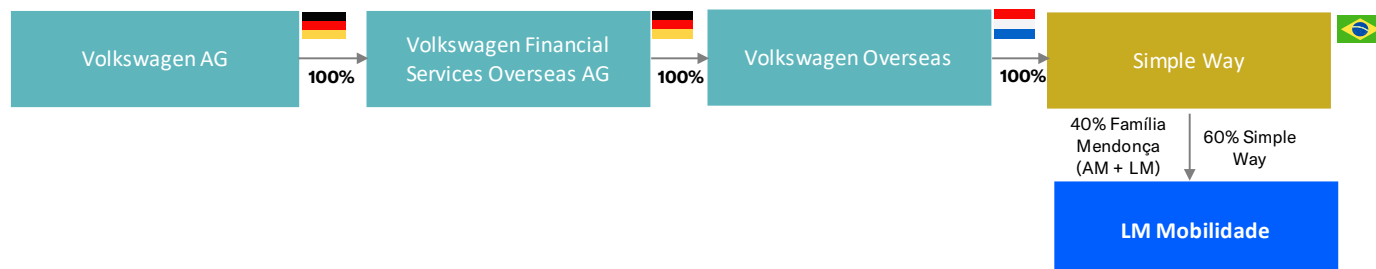 Volkswagen AG
100%
Volkswagen Financial
Services Overseas AG
100%
Volkswagen Overseas
100%
Simple Way
40% Família
Mendonça
(AM + LM)
60% Simple
Way
LM Mobilidade